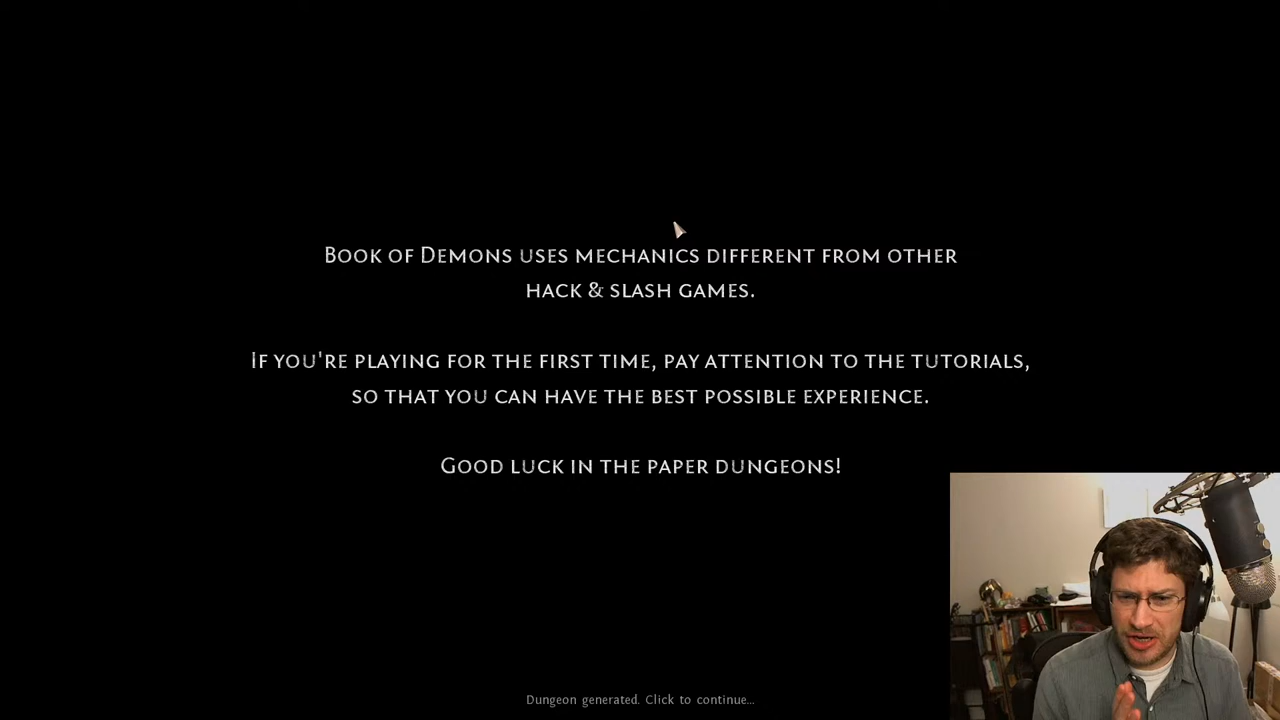 Book of Demons uses mechanics different from other
hack & slash games.
If you're playing for the first time, pay attention to the tutorials,
so that you can have the best possible experience.
Good luck in the paper dungeons!
Dungeon generated. Click to continue...